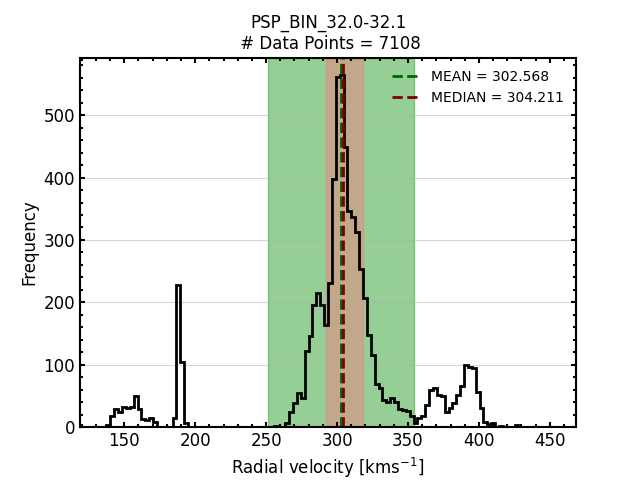 PSP_BIN_32.0-32.1
# Data Points = 7108
MEAN = 302.568
MEDIAN = 304.211
Frequency
500
400
300
200
100
0
150 200 250 300 350 400 450
Radial velocity [kms⁻¹]